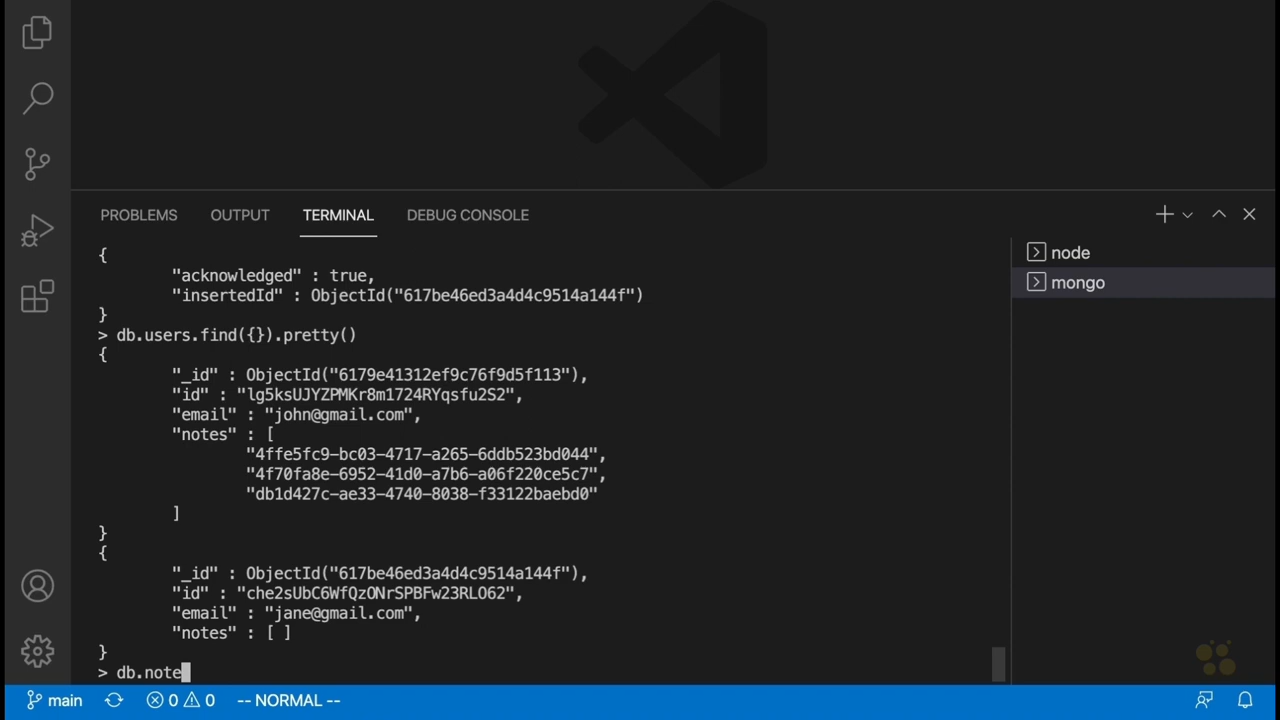 PROBLEMS OUTPUT TERMINAL DEBUG CONSOLE
node
mongo
{
"acknowledged" : true,
"insertedId" : ObjectId("617be46ed3a4d4c9514a144f")
}
> db.users.find({}).pretty()
{
"_id" : ObjectId("6179e41312ef9c76f9d5f113"),
"id" : "lg5ksUJYZPMKr8m1724RYqsfu2S2",
"email" : "john@gmail.com",
"notes" : [
"4ffe5fc9-bc03-4717-a265-6ddb523bd044",
"4f70fa8e-6952-41d0-a7b6-a06f220ce5c7",
"db1d427c-ae33-4740-8038-f33122baebd0"
]
}
{
"_id" : ObjectId("617be46ed3a4d4c9514a144f"),
"id" : "che2sUbC6WfQzONrSPBFw23RLO62",
"email" : "jane@gmail.com",
"notes" : [ ]
}
> db.note
main 0 0 -- NORMAL --